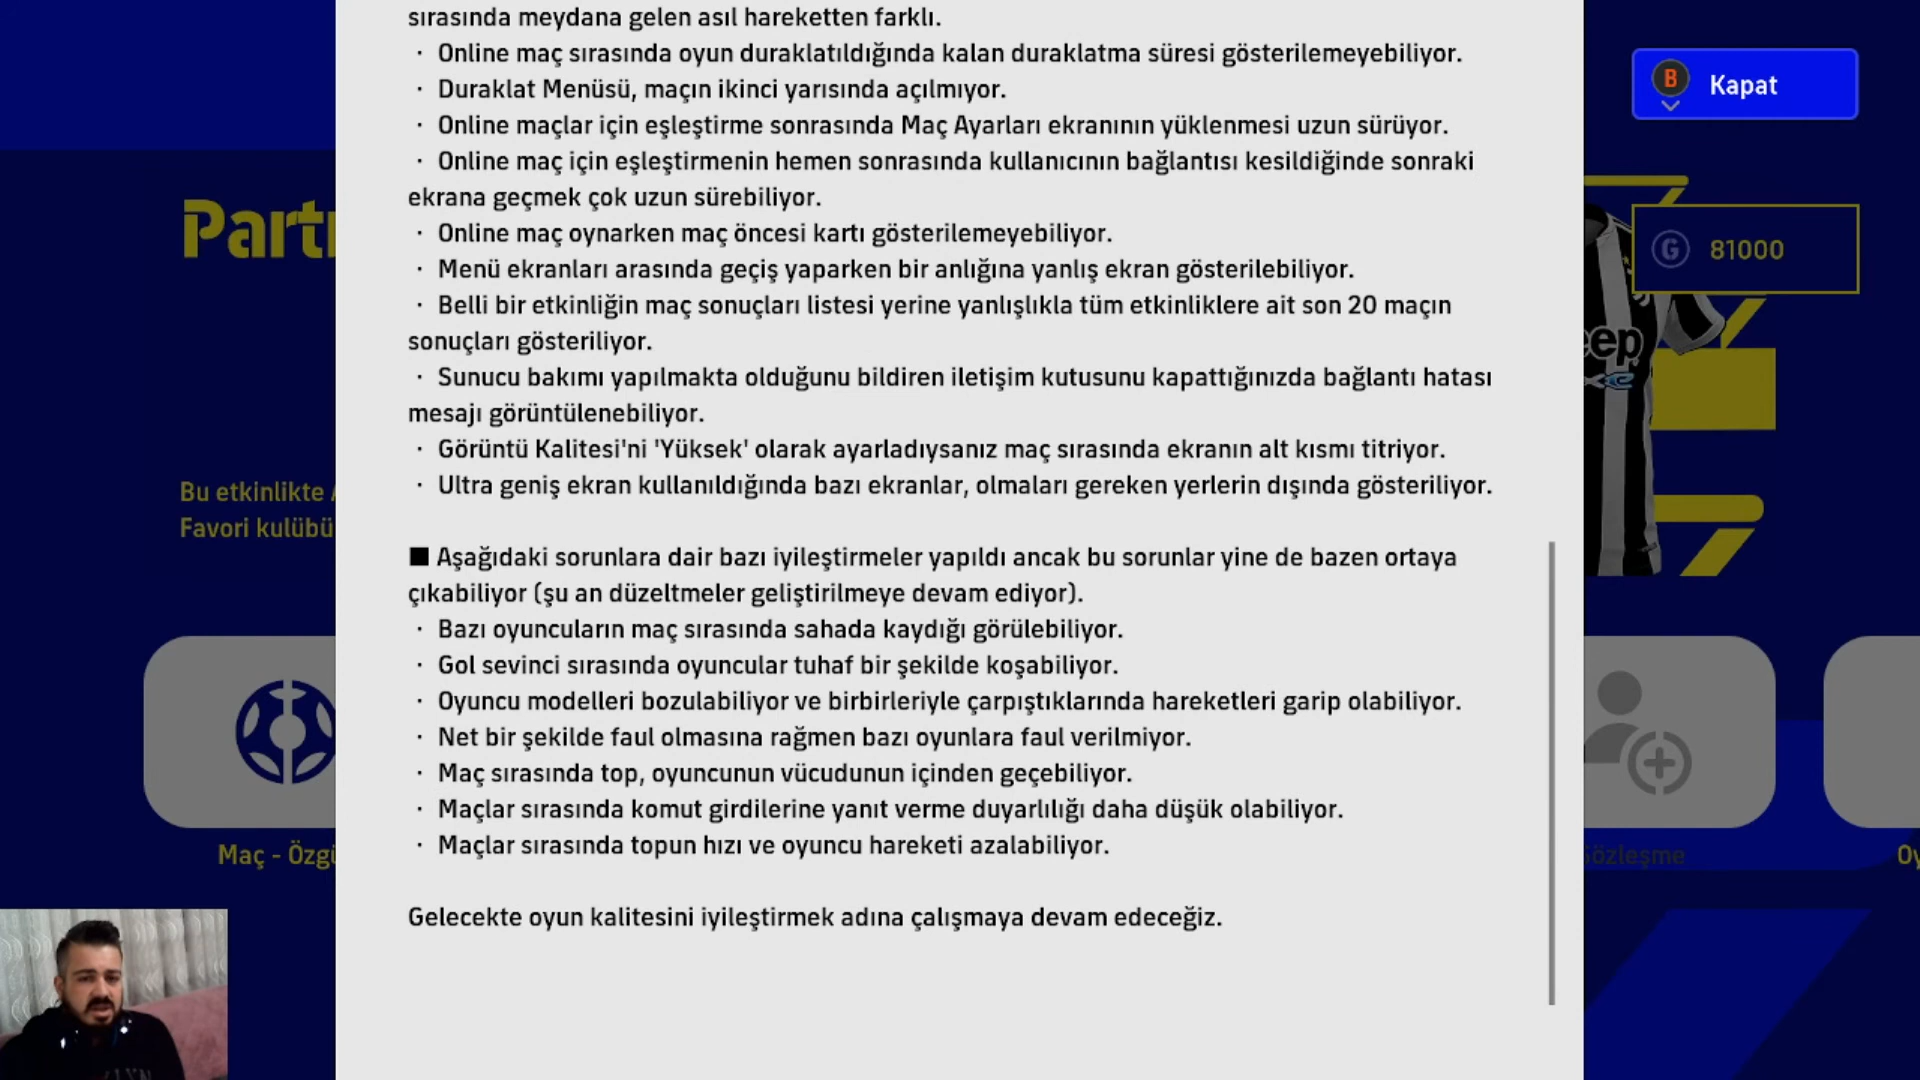 sırasında meydana gelen asıl hareketten farklı.
· Online maç sırasında oyun duraklatıldığında kalan duraklatma süresi gösterilemeyebiliyor.
· Duraklat Menüsü, maçın ikinci yarısında açılmıyor.
· Online maçlar için eşleştirme sonrasında Maç Ayarları ekranının yüklenmesi uzun sürüyor.
· Online maç için eşleştirmenin hemen sonrasında kullanıcının bağlantısı kesildiğinde sonraki
ekrana geçmek çok uzun sürebiliyor.
· Online maç oynarken maç öncesi kartı gösterilemeyebiliyor.
· Menü ekranları arasında geçiş yaparken bir anlığına yanlış ekran gösterilebiliyor.
· Belli bir etkinliğin maç sonuçları listesi yerine yanlışlıkla tüm etkinliklere ait son 20 maçın
sonuçları gösteriliyor.
· Sunucu bakımı yapılmakta olduğunu bildiren iletişim kutusunu kapattığınızda bağlantı hatası
mesajı görüntülenebiliyor.
· Görüntü Kalitesi'ni 'Yüksek' olarak ayarladıysanız maç sırasında ekranın alt kısmı titriyor.
· Ultra geniş ekran kullanıldığında bazı ekranlar, olmaları gereken yerlerin dışında gösteriliyor.
■ Aşağıdaki sorunlara dair bazı iyileştirmeler yapıldı ancak bu sorunlar yine de bazen ortaya
çıkabiliyor (şu an düzeltmeler geliştirilmeye devam ediyor).
· Bazı oyuncuların maç sırasında sahada kaydığı görülebiliyor.
· Gol sevinci sırasında oyuncular tuhaf bir şekilde koşabiliyor.
· Oyuncu modelleri bozulabiliyor ve birbirleriyle çarpıştıklarında hareketleri garip olabiliyor.
· Net bir şekilde faul olmasına rağmen bazı oyunlara faul verilmiyor.
· Maç sırasında top, oyuncunun vücudunun içinden geçebiliyor.
· Maçlar sırasında komut girdilerine yanıt verme duyarlılığı daha düşük olabiliyor.
· Maçlar sırasında topun hızı ve oyuncu hareketi azalabiliyor.
Gelecekte oyun kalitesini iyileştirmek adına çalışmaya devam edeceğiz.
B Kapat
G 81000
Part
Bu etkinlikte
Favori kulübü
Maç - Özgü
Sözleşme
Oy
eep